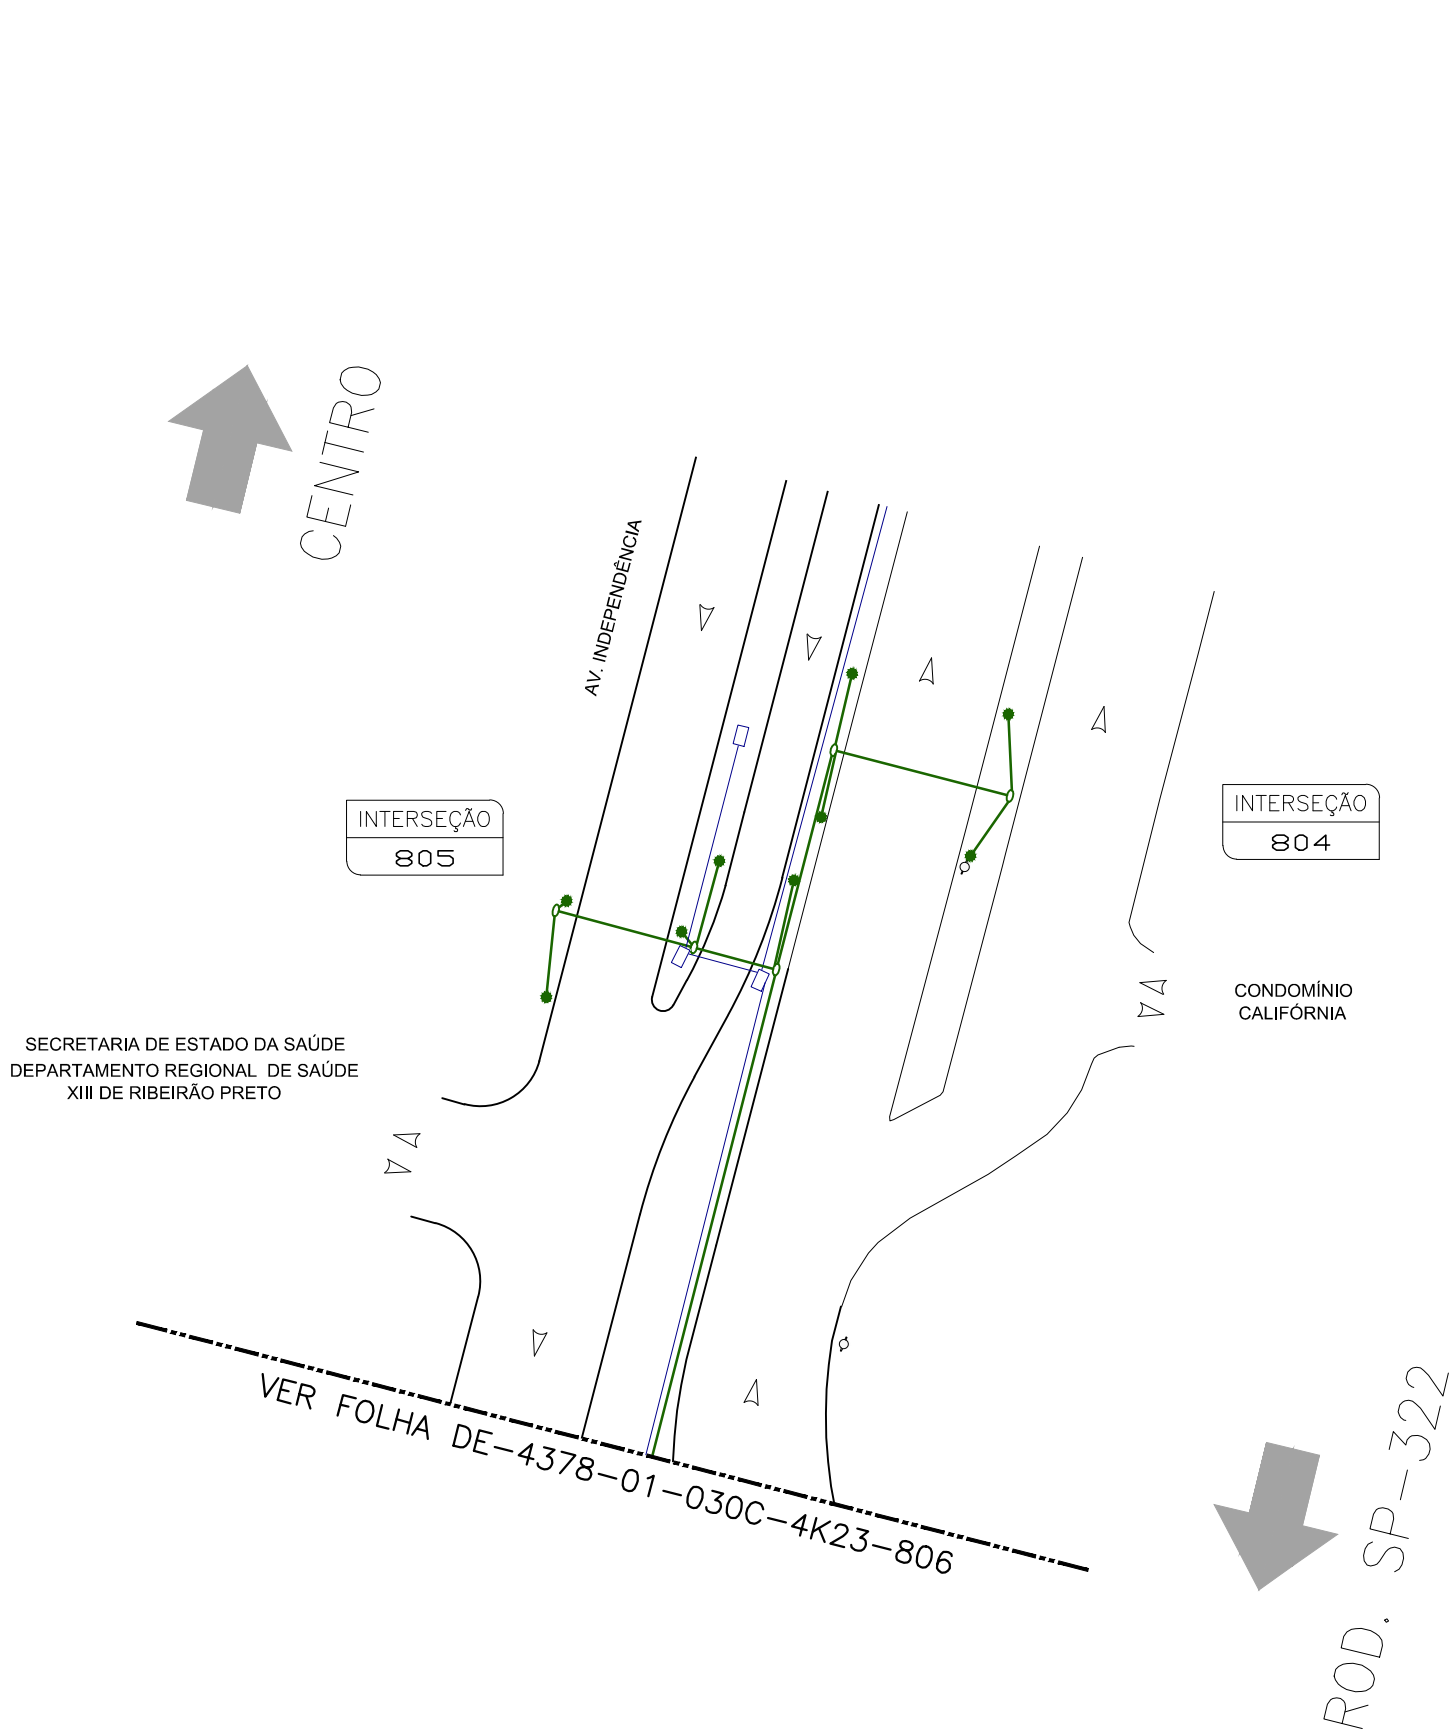 CENTRO
AV. INDEPENDÊNCIA
INTERSEÇÃO
805
INTERSEÇÃO
804
CONDOMÍNIO
CALIFÓRNIA
SECRETARIA DE ESTADO DA SAÚDE
DEPARTAMENTO REGIONAL DE SAÚDE
XIII DE RIBEIRÃO PRETO
VER FOLHA DE-4378-01-030C-4K23-806
ROD. SP-322